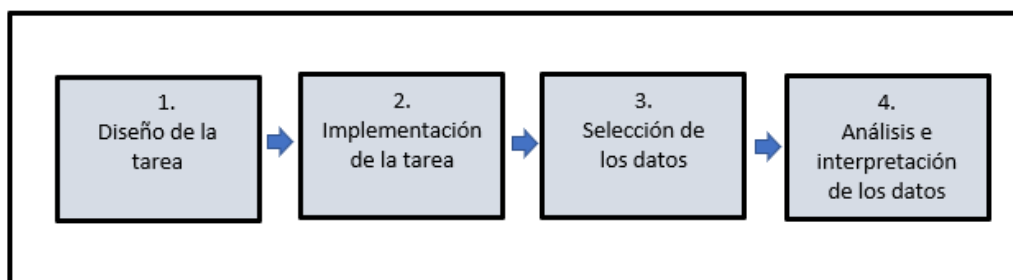 1.
Diseño de la
tarea
2.
Implementación
de la tarea
3.
Selección de
los datos
4.
Análisis e
interpretación
de los datos